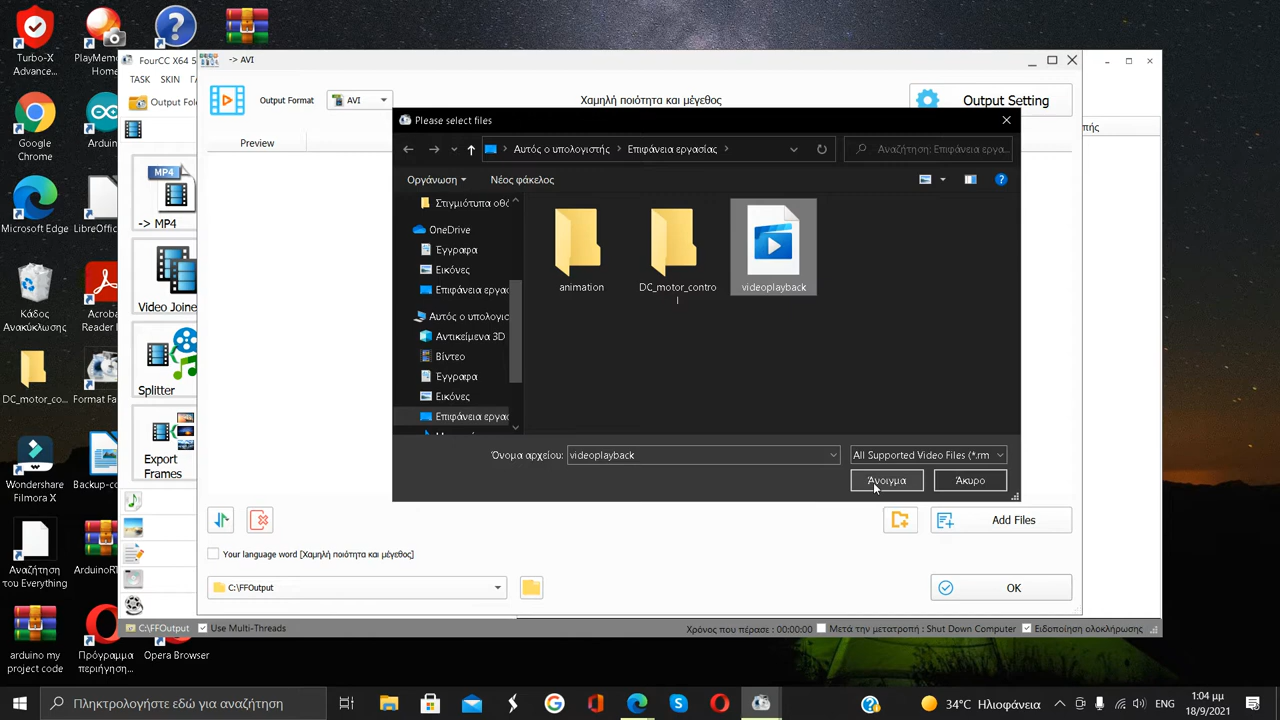 Turbo-X
Advance...
PlayMemo
Home
FourCC X64 5
-> AVI
TASK
SKIN
Output Format
AVI
Χαμηλή ποιότητα και μέγεθος
Output Setting
Output Fol
Preview
Please select files
πής
Google
Chrome
Arduin
Αυτός ο υπολογιστής
Επιφάνεια εργασίας
Αναζήτηση: Επιφάνεια εργα...
Οργάνωση
Νέος φάκελος
MP4
-> MP4
Στιγμιότυπα οθό
OneDrive
Έγγραφα
Εικόνες
Επιφάνεια εργασ
Αυτός ο υπολογισ
Αντικείμενα 3D
Βίντεο
Έγγραφα
Εικόνες
Επιφάνεια εργασ
animation
DC_motor_contro
l
videoplayback
Microsoft Edge
LibreOffic
Video Joine
Κάδος
Ανακύκλωσης
Acroba
Reader
Splitter
DC_motor_co...
Format Fa
Όνομα αρχείου:
videoplayback
All Supported Video Files (*.rm
Άνοιγμα
Άκυρο
Export
Frames
Wondershare
Filmora X
Backup-co
Add Files
Your language word [Χαμηλή ποιότητα και μέγεθος]
Αναζήτηση
του Everything
ArduinoR
C:\FFOutput
OK
C:\FFOutput
Use Multi-Threads
Χρόνος που πέρασε : 00:00:00
Μετά την μετατροπή : Shut Down Computer
Ειδοποίηση ολοκλήρωσης
arduino my
project code
Πρόγραμμα
περιήγηση...
Opera Browser
Πληκτρολογήστε εδώ για αναζήτηση
34°C Ηλιοφάνεια
ENG
1:04 μμ
18/9/2021